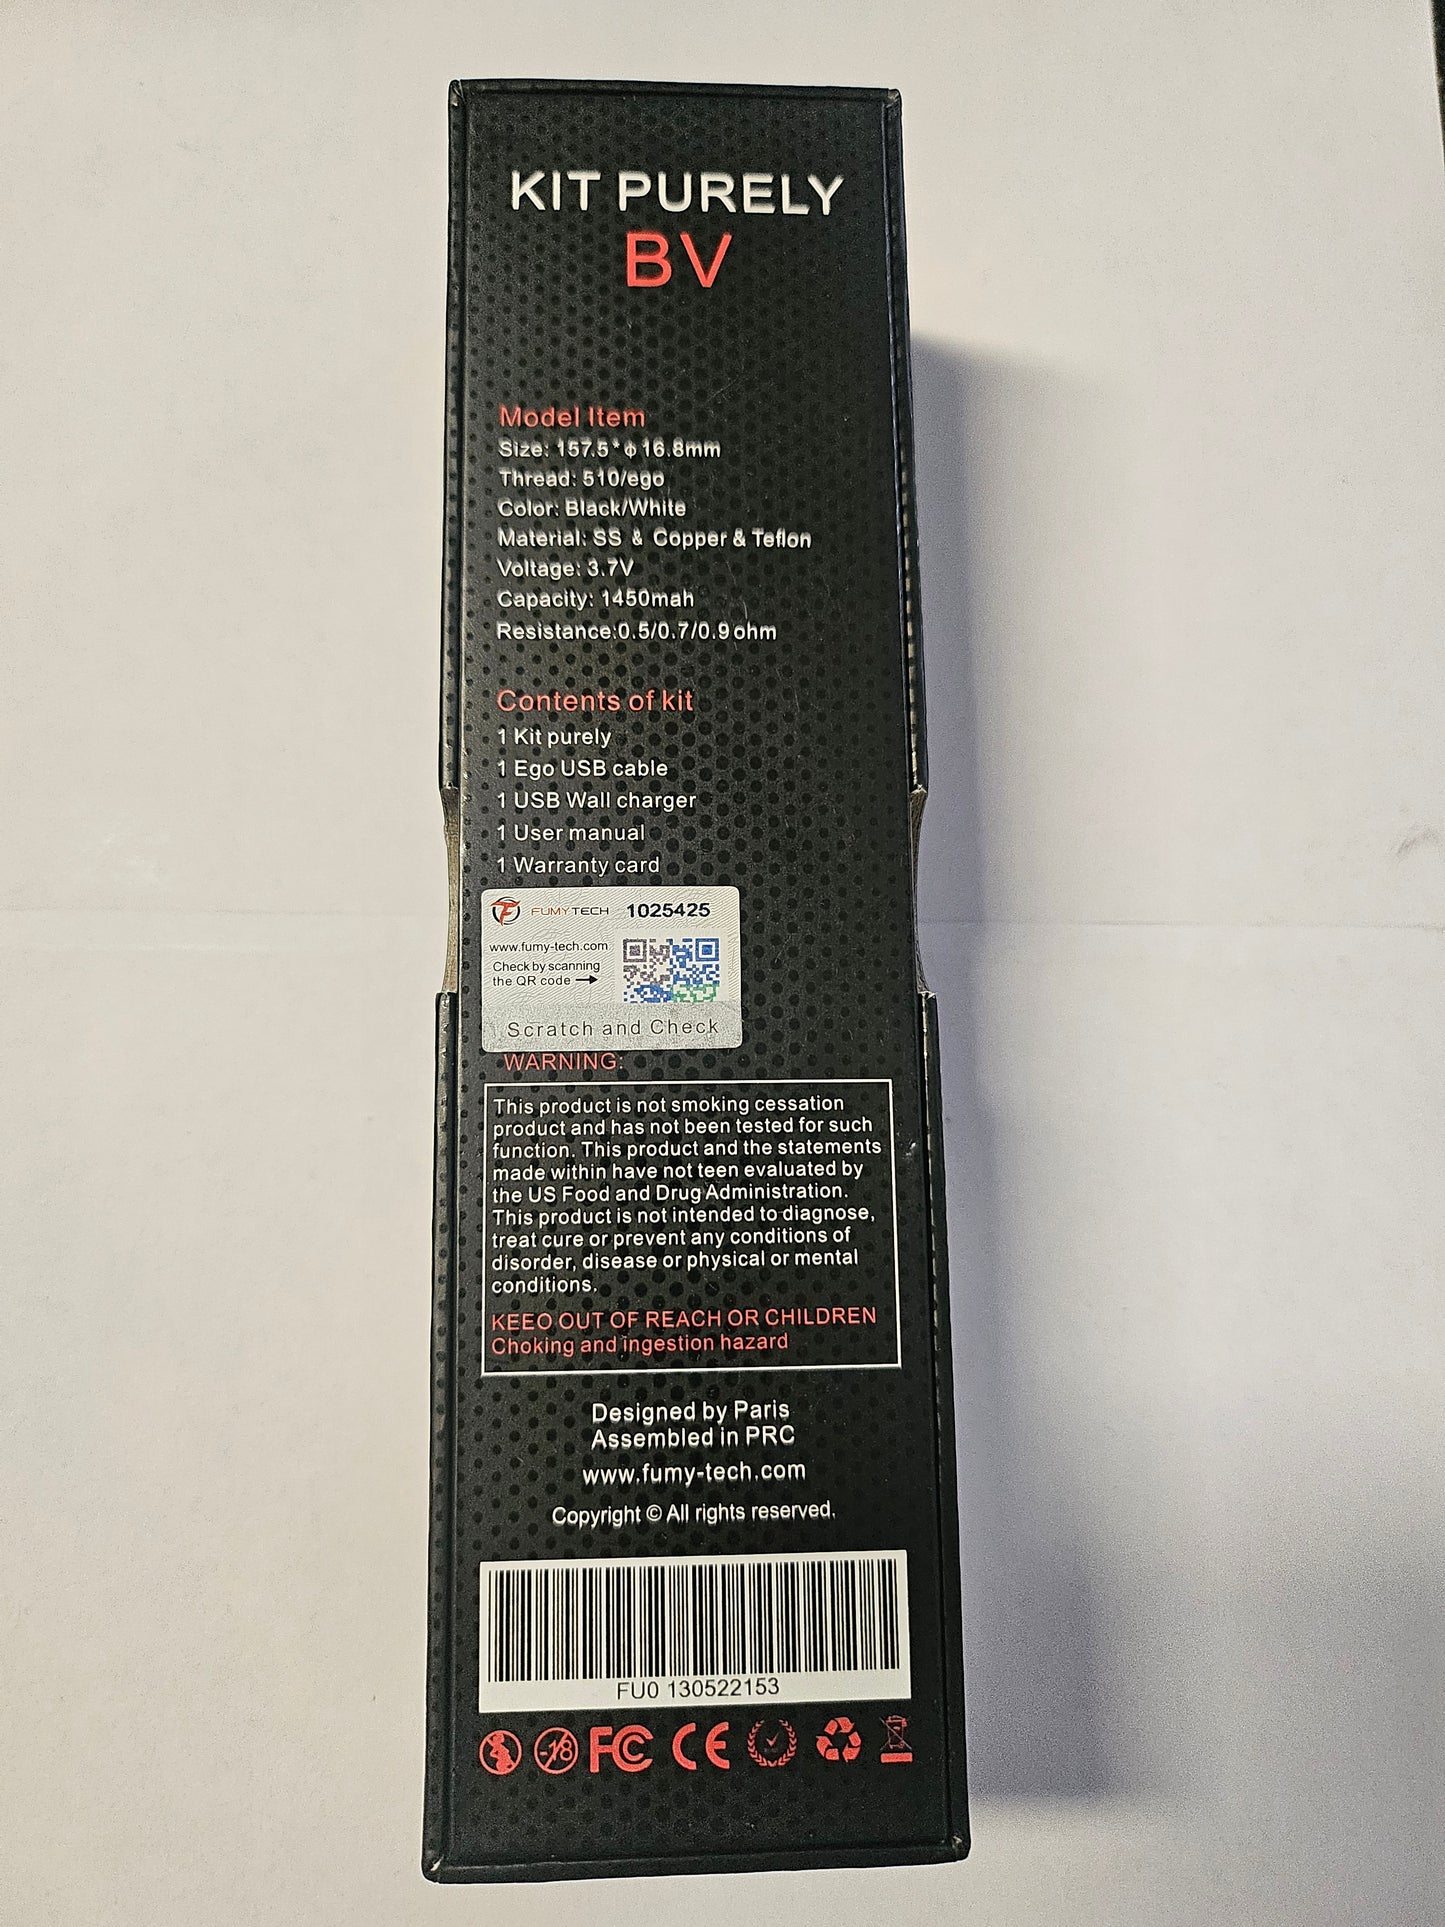 KIT PURELY
BV
Model Item
Size: 157.5*ф16.8mm
Thread: 510/ego
Color: Black/White
Material: SS & Copper & Teflon
Voltage: 3.7V
Capacity: 1450mah
Resistance:0.5/0.7/0.9ohm
Contents of kit
1 Kit purely
1 Ego USB cable
1 USB Wall charger
1 User manual
1 Warranty card
FUMYTECH 1025425
www.fumy-tech.com
Check by scanning
the QR code →
Scratch and Check
WARNING:
This product is not smoking cessation
product and has not been tested for such
function. This product and the statements
made within have not teen evaluated by
the US Food and Drug Administration.
This product is not intended to diagnose,
treat cure or prevent any conditions of
disorder, disease or physical or mental
conditions.
KEEO OUT OF REACH OR CHILDREN
Choking and ingestion hazard
Designed by Paris
Assembled in PRC
www.fumy-tech.com
Copyright © All rights reserved.
FU0 130522153
-18 FC CE